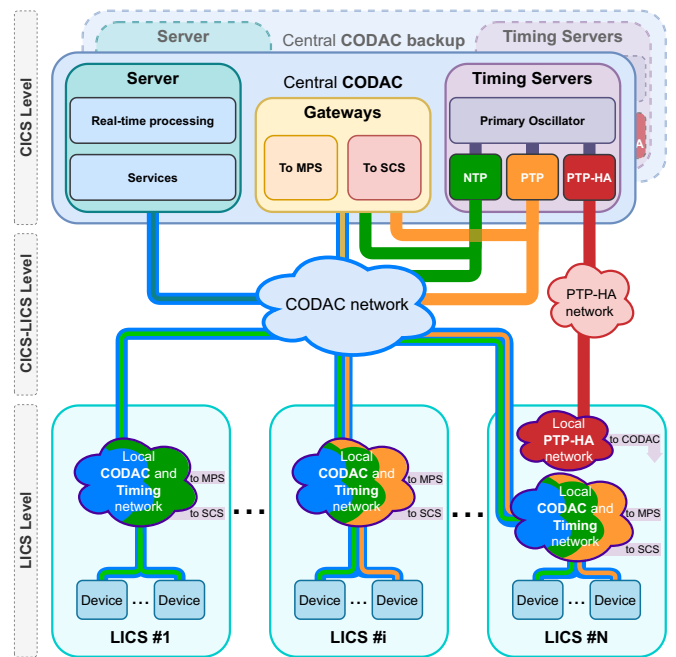 Server
Central CODAC backup
Timing Servers
CICS Level
Server
Central CODAC
Timing Servers
Gateways
Real-time processing
Primary Oscillator
Services
To MPS
To SCS
NTP
PTP
PTP-HA
CICS-LICS Level
CODAC network
PTP-HA
network
LICS Level
Local
CODAC and
Timing
network
to MPS
to SCS
Device
...
Device
LICS #1
...
Local
CODAC and
Timing
network
to MPS
to SCS
Device
...
Device
LICS #i
...
Local
PTP-HA
network
to CODAC
Local
CODAC and
Timing
network
to MPS
to SCS
Device
...
Device
LICS #N